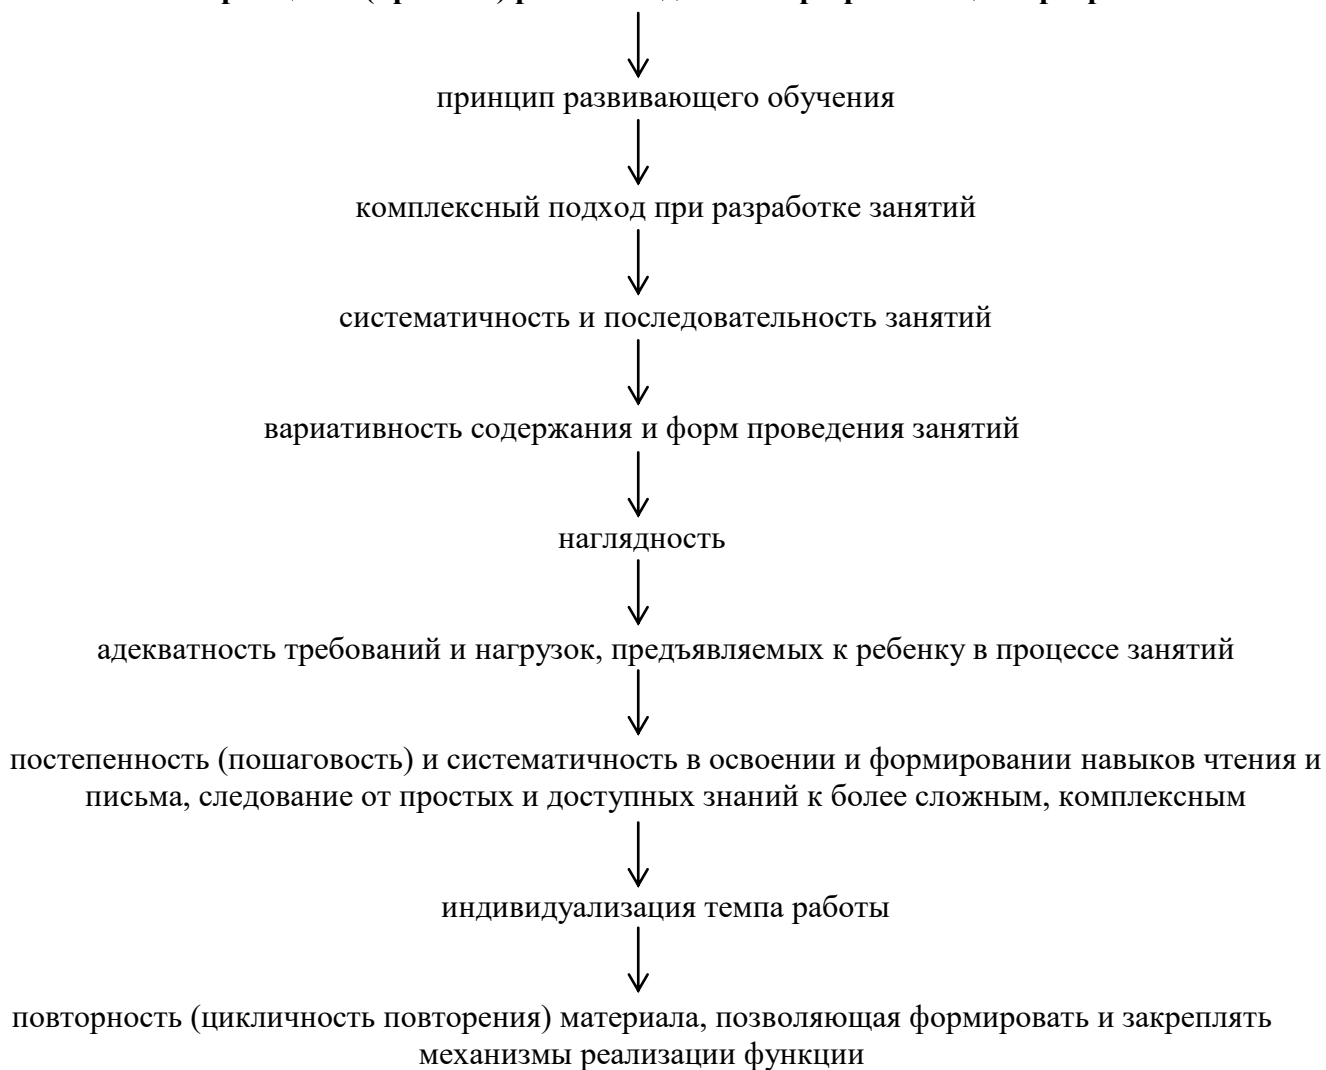 принцип развивающего обучения
комплексный подход при разработке занятий
систематичность и последовательность занятий
вариативность содержания и форм проведения занятий
наглядность
адекватность требований и нагрузок, предъявляемых к ребенку в процессе занятий
постепенность (пошаговость) и систематичность в освоении и формировании навыков чтения и
письма, следование от простых и доступных знаний к более сложным, комплексным
индивидуализация темпа работы
повторность (цикличность повторения) материала, позволяющая формировать и закреплять
механизмы реализации функции